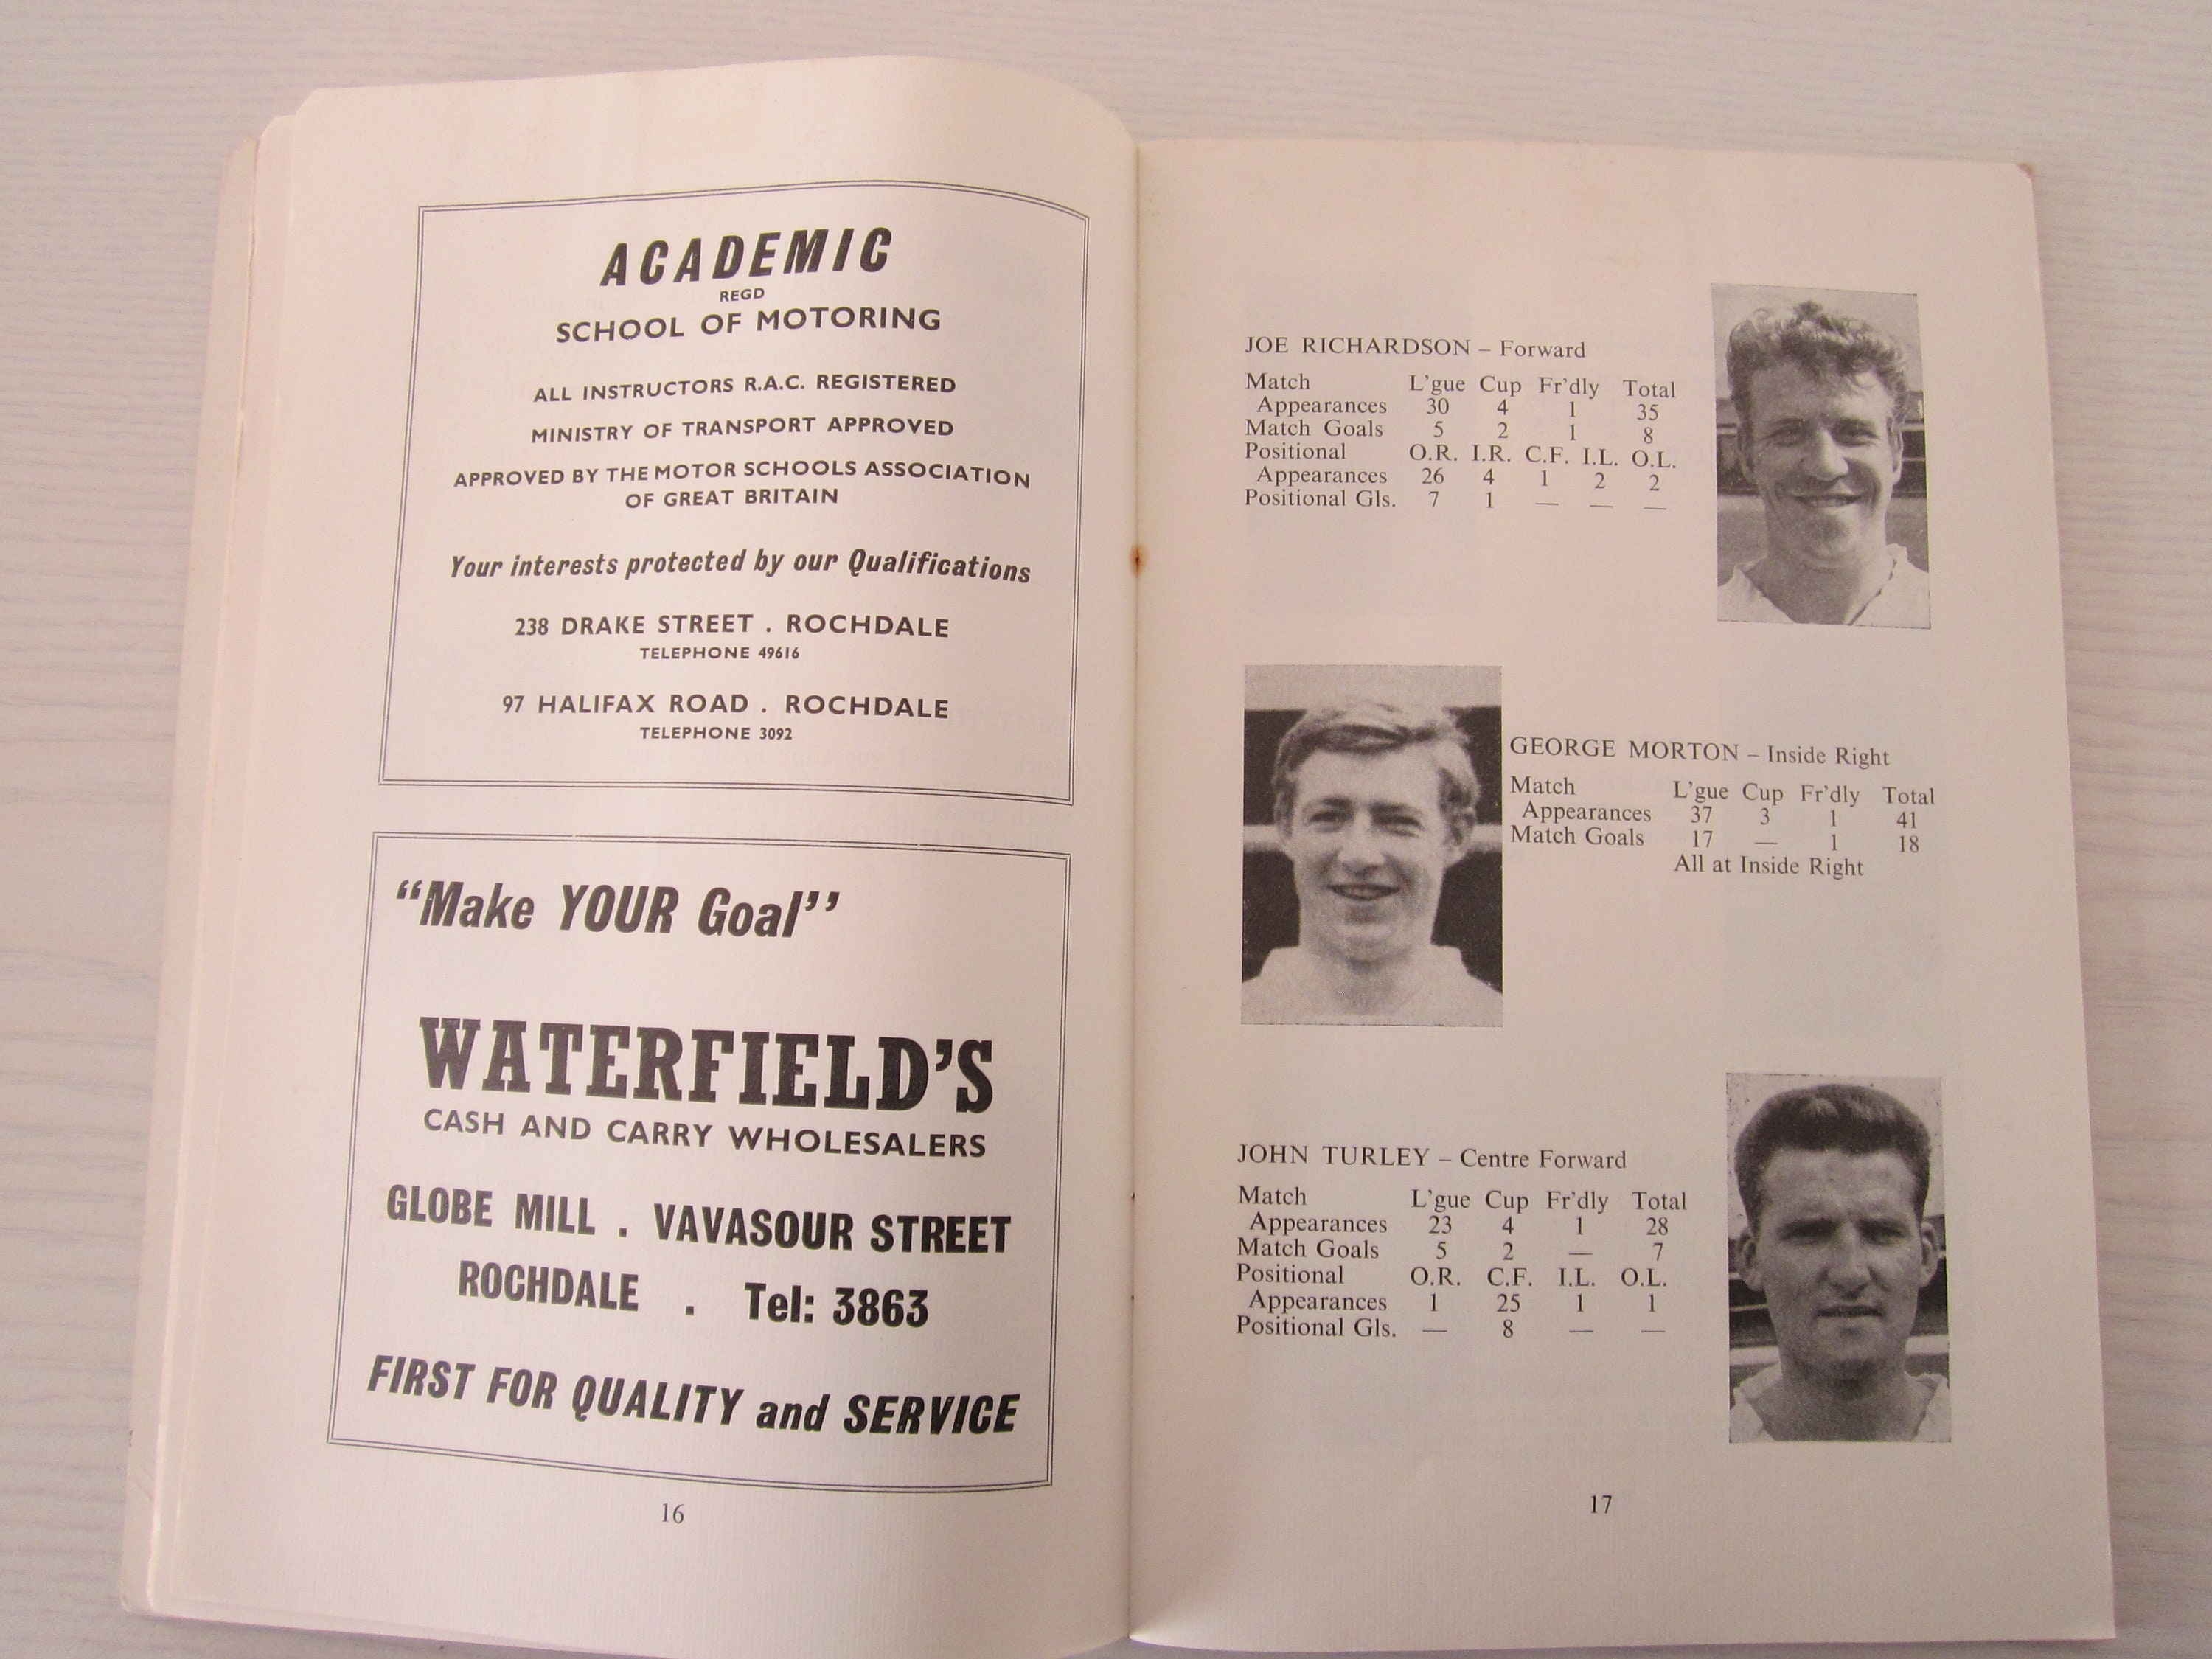 ACADEMIC
REGD
SCHOOL OF MOTORING
ALL INSTRUCTORS R.A.C. REGISTERED
MINISTRY OF TRANSPORT APPROVED
APPROVED BY THE MOTOR SCHOOLS ASSOCIATION
OF GREAT BRITAIN
Your interests protected by our Qualifications
238 DRAKE STREET . ROCHDALE
TELEPHONE 49616
97 HALIFAX ROAD . ROCHDALE
TELEPHONE 3092
“Make YOUR Goal’’
WATERFIELD’S
CASH AND CARRY WHOLESALERS
GLOBE MILL . VAVASOUR STREET
ROCHDALE . Tel: 3863
FIRST FOR QUALITY and SERVICE
16
JOE RICHARDSON – Forward
Match L’gue Cup Fr’dly Total
Appearances 30 4 1 35
Match Goals 5 2 1 8
Positional O.R. I.R. C.F. I.L. O.L.
Appearances 26 4 1 2 2
Positional Gls. 7 1 — — —
GEORGE MORTON – Inside Right
Match L’gue Cup Fr’dly Total
Appearances 37 3 1 41
Match Goals 17 — 1 18
All at Inside Right
JOHN TURLEY – Centre Forward
Match L’gue Cup Fr’dly Total
Appearances 23 4 1 28
Match Goals 5 2 — 7
Positional O.R. C.F. I.L. O.L.
Appearances 1 25 1 1
Positional Gls. — 8 — —
17